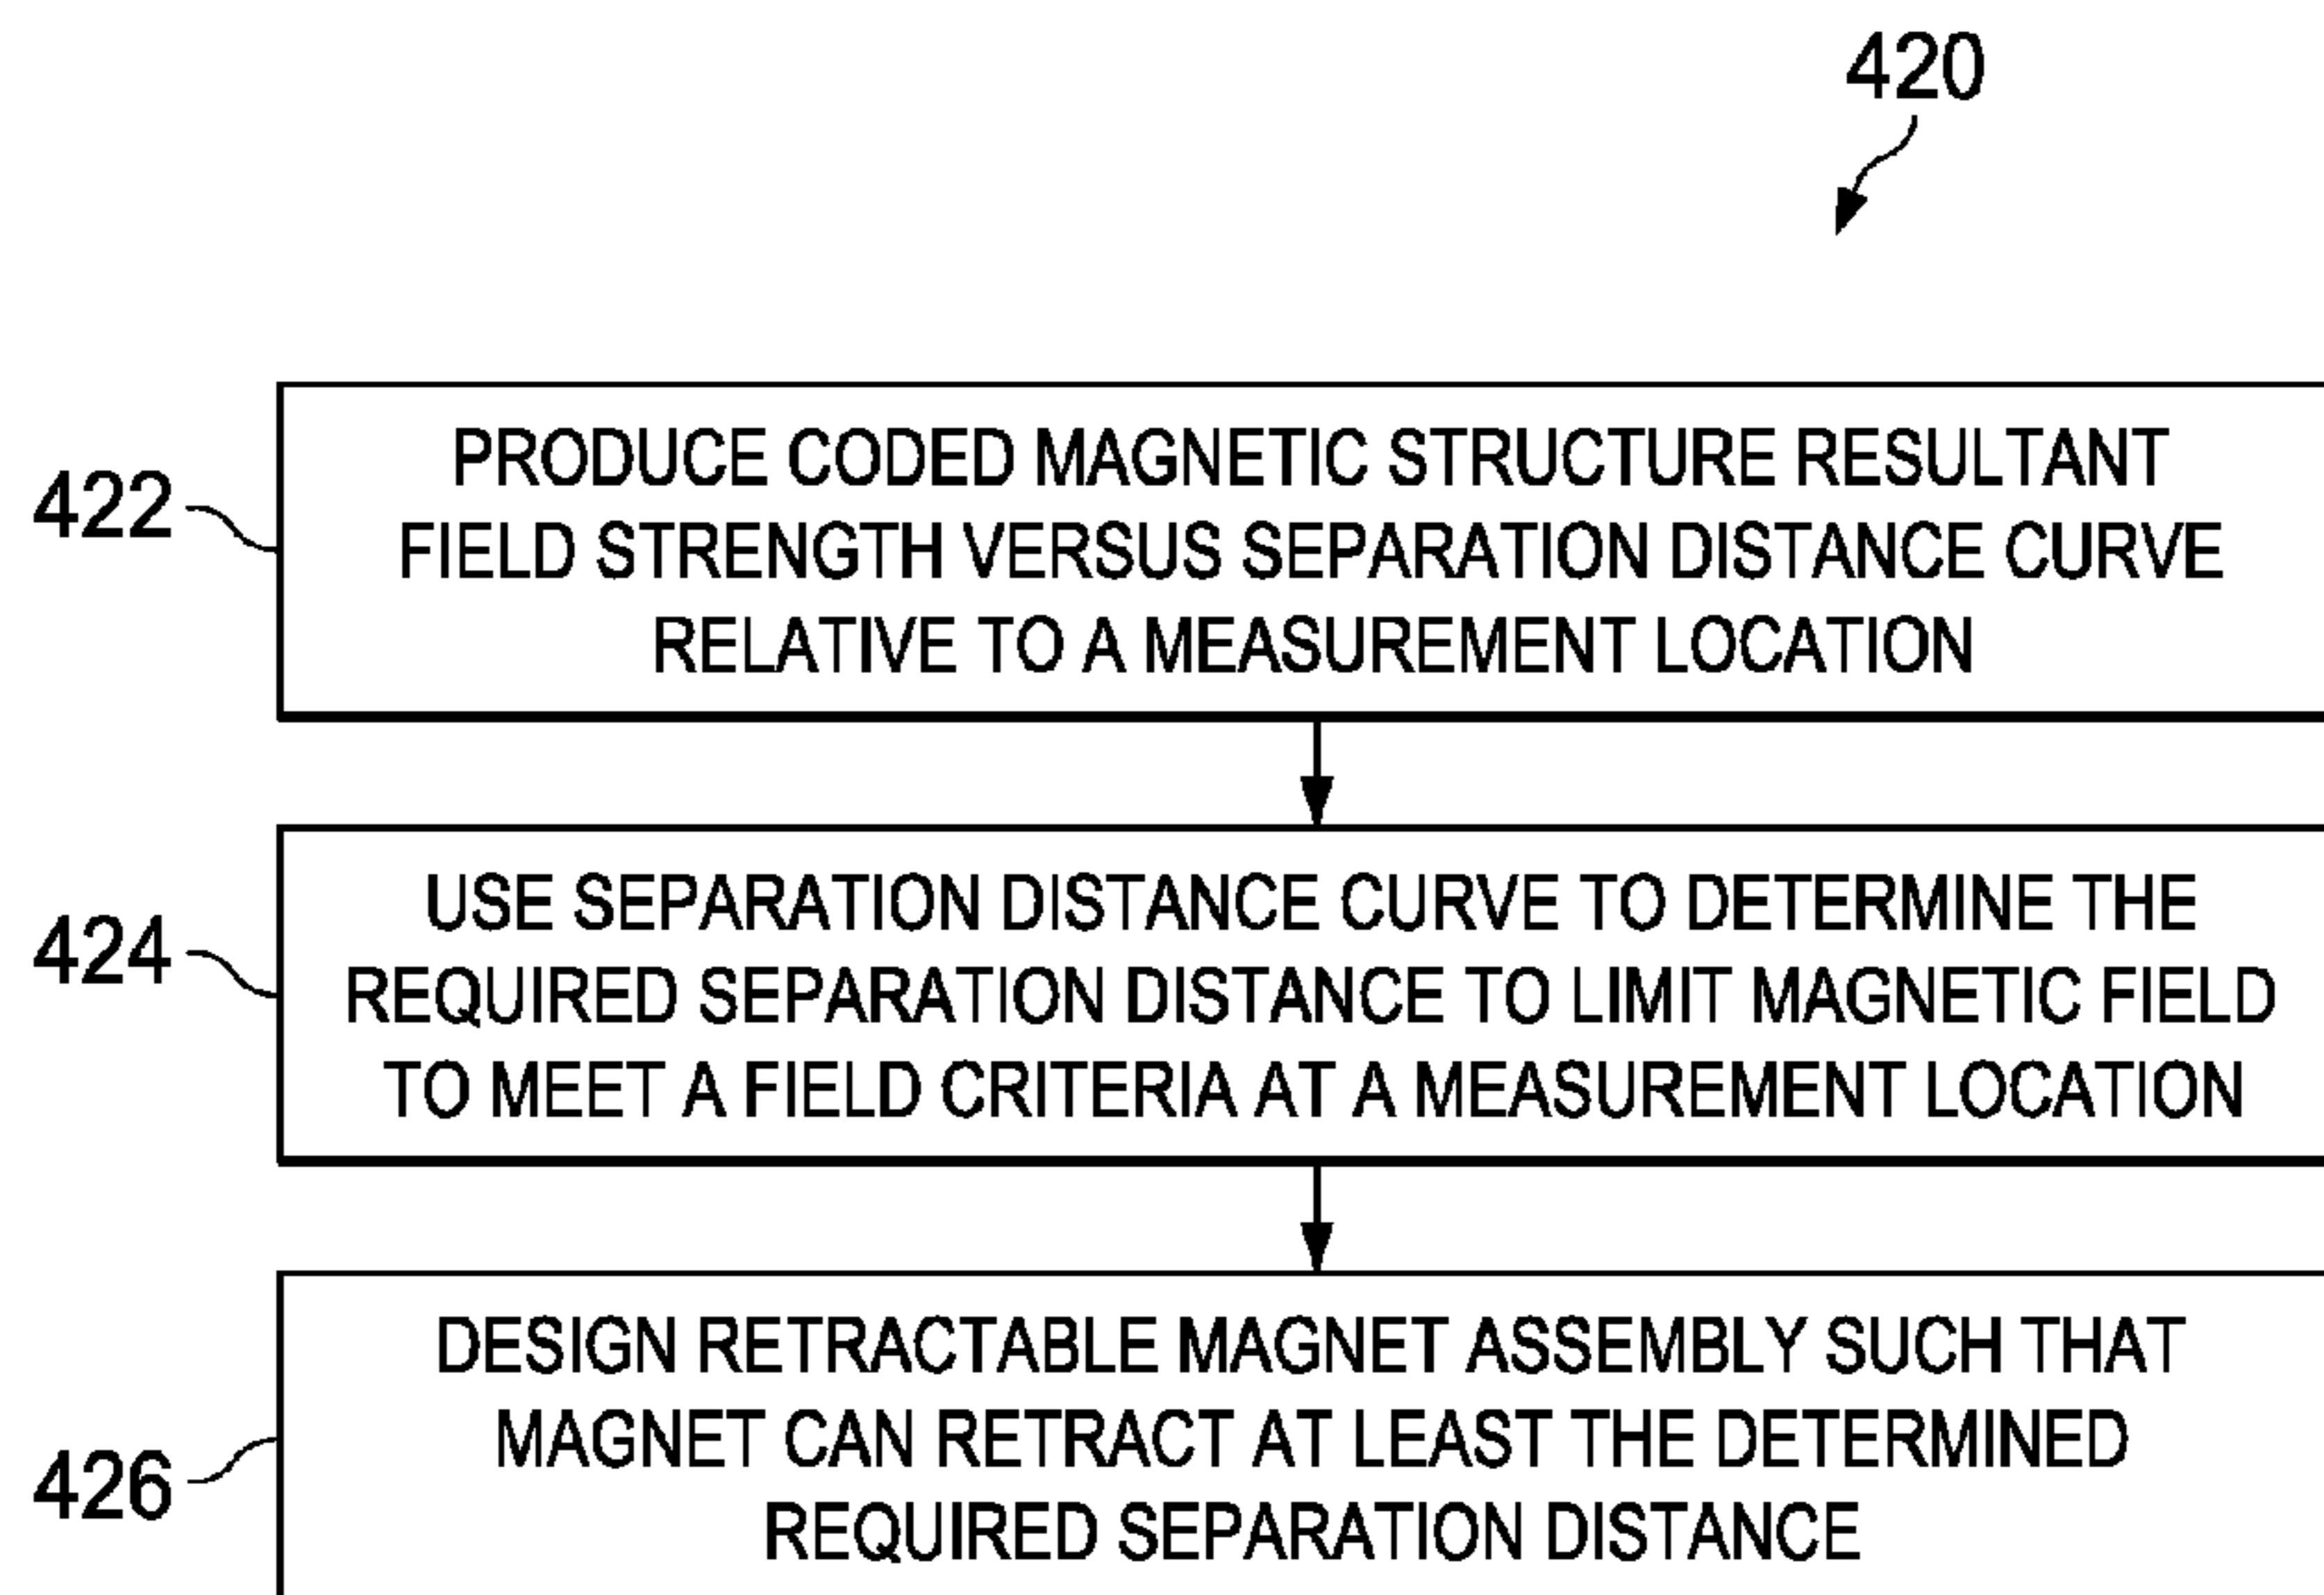 420
422
PRODUCE CODED MAGNETIC STRUCTURE RESULTANT
FIELD STRENGTH VERSUS SEPARATION DISTANCE CURVE
RELATIVE TO A MEASUREMENT LOCATION
424
USE SEPARATION DISTANCE CURVE TO DETERMINE THE
REQUIRED SEPARATION DISTANCE TO LIMIT MAGNETIC FIELD
TO MEET A FIELD CRITERIA AT A MEASUREMENT LOCATION
426
DESIGN RETRACTABLE MAGNET ASSEMBLY SUCH THAT
MAGNET CAN RETRACT AT LEAST THE DETERMINED
REQUIRED SEPARATION DISTANCE